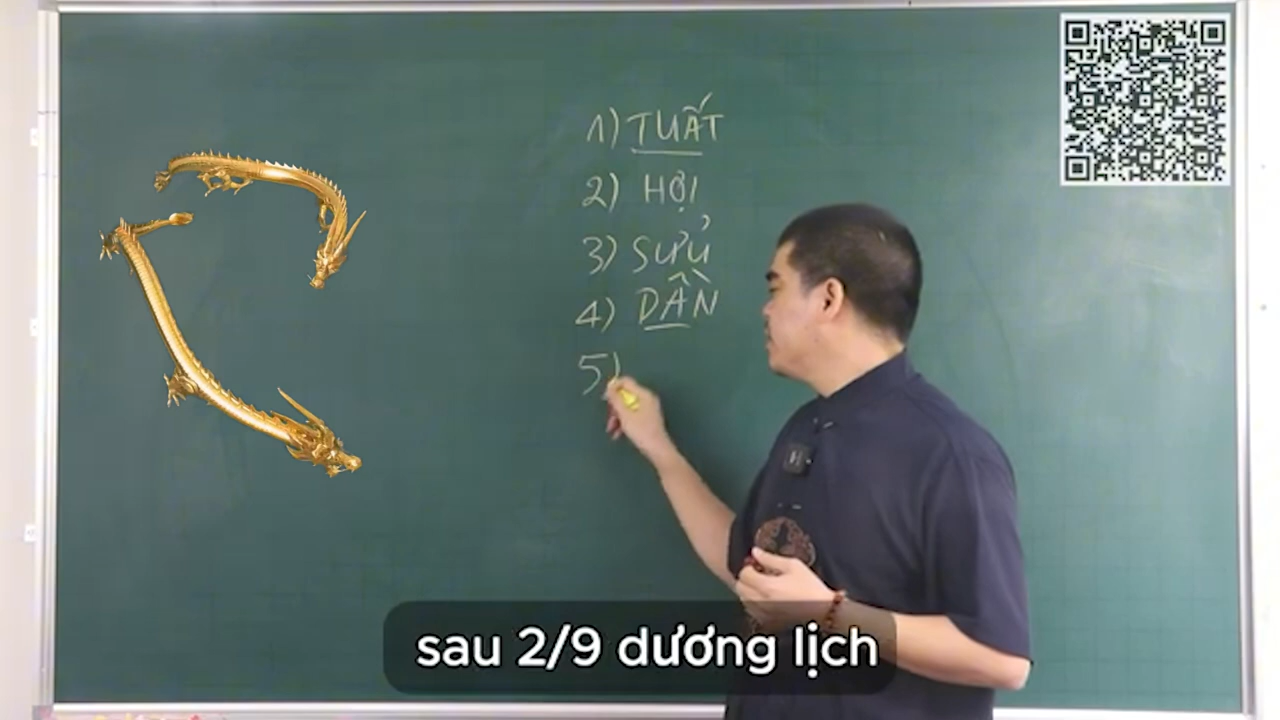 1) TUẤT
2) HỢI
3) SỬU
4) DẦN
5)
sau 2/9 dương lịch